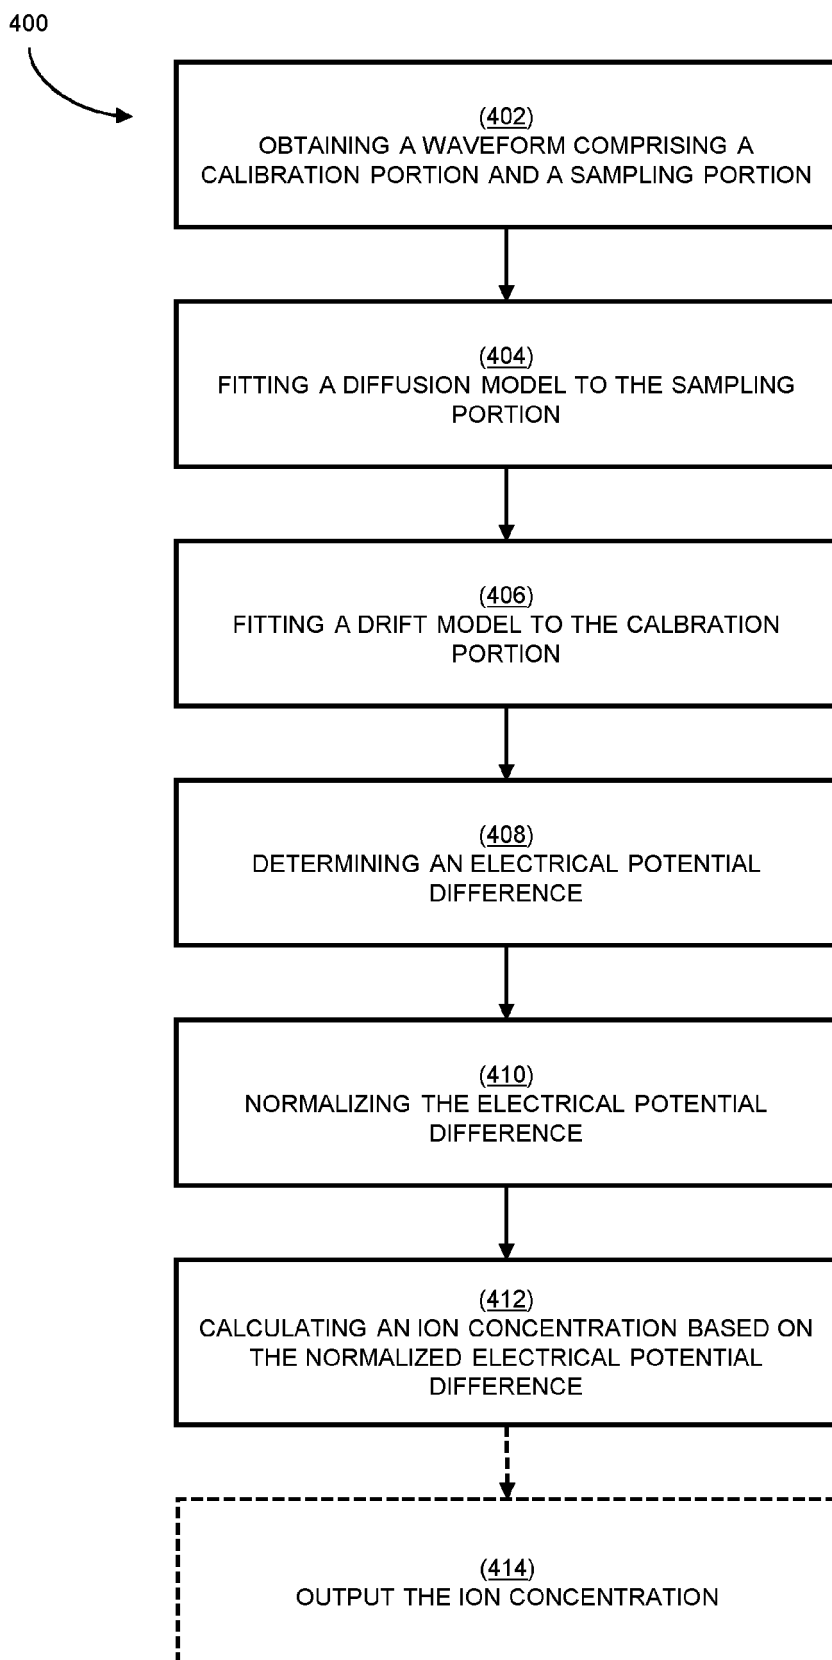 400
(402)
OBTAINING A WAVEFORM COMPRISING A
CALIBRATION PORTION AND A SAMPLING PORTION
(404)
FITTING A DIFFUSION MODEL TO THE SAMPLING
PORTION
(406)
FITTING A DRIFT MODEL TO THE CALBRATION
PORTION
(408)
DETERMINING AN ELECTRICAL POTENTIAL
DIFFERENCE
(410)
NORMALIZING THE ELECTRICAL POTENTIAL
DIFFERENCE
(412)
CALCULATING AN ION CONCENTRATION BASED ON
THE NORMALIZED ELECTRICAL POTENTIAL
DIFFERENCE
(414)
OUTPUT THE ION CONCENTRATION